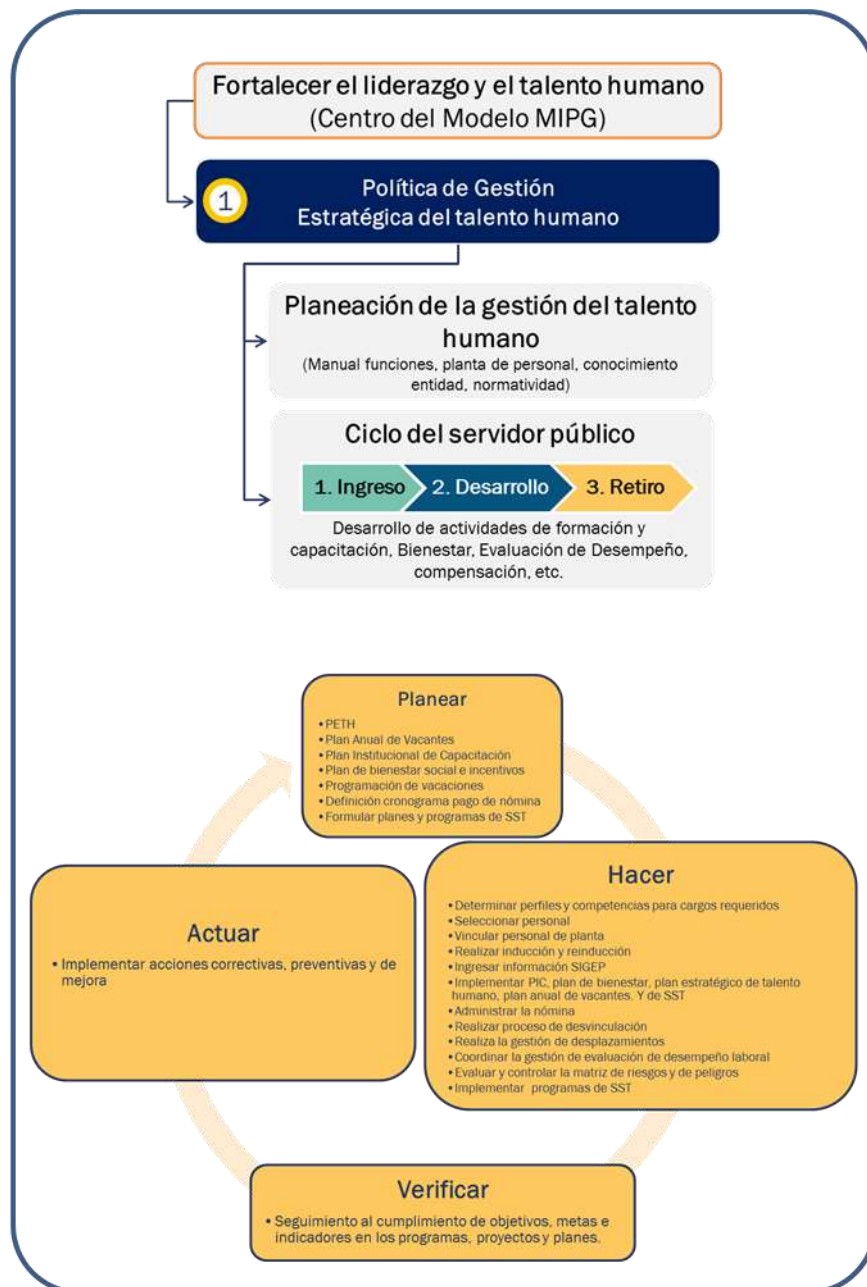 Fortalecer el liderazgo y el talento humano
(Centro del Modelo MIPG)
1
Política de Gestión
Estratégica del talento humano
Planeación de la gestión del talento
humano
(Manual funciones, planta de personal, conocimiento
entidad, normatividad)
Ciclo del servidor público
1. Ingreso
2. Desarrollo
3. Retiro
Desarrollo de actividades de formación y
capacitación, Bienestar, Evaluación de Desempeño,
compensación, etc.
Planear
• PETH
• Plan Anual de Vacantes
• Plan Institucional de Capacitación
• Plan de bienestar social e incentivos
• Programación de vacaciones
• Definición cronograma pago de nómina
• Formular planes y programas de SST
Hacer
• Determinar perfiles y competencias para cargos requeridos
• Seleccionar personal
• Vincular personal de planta
• Realizar inducción y reinducción
• Ingresar información SIGEP
• Implementar PIC, plan de bienestar, plan estratégico de talento
humano, plan anual de vacantes. Y de SST
• Administrar la nómina
• Realizar proceso de desvinculación
• Realiza la gestión de desplazamientos
• Coordinar la gestión de evaluación de desempeño laboral
• Evaluar y controlar la matriz de riesgos y de peligros
• Implementar programas de SST
Actuar
• Implementar acciones correctivas, preventivas y de
mejora
Verificar
• Seguimiento al cumplimiento de objetivos, metas e
indicadores en los programas, proyectos y planes.